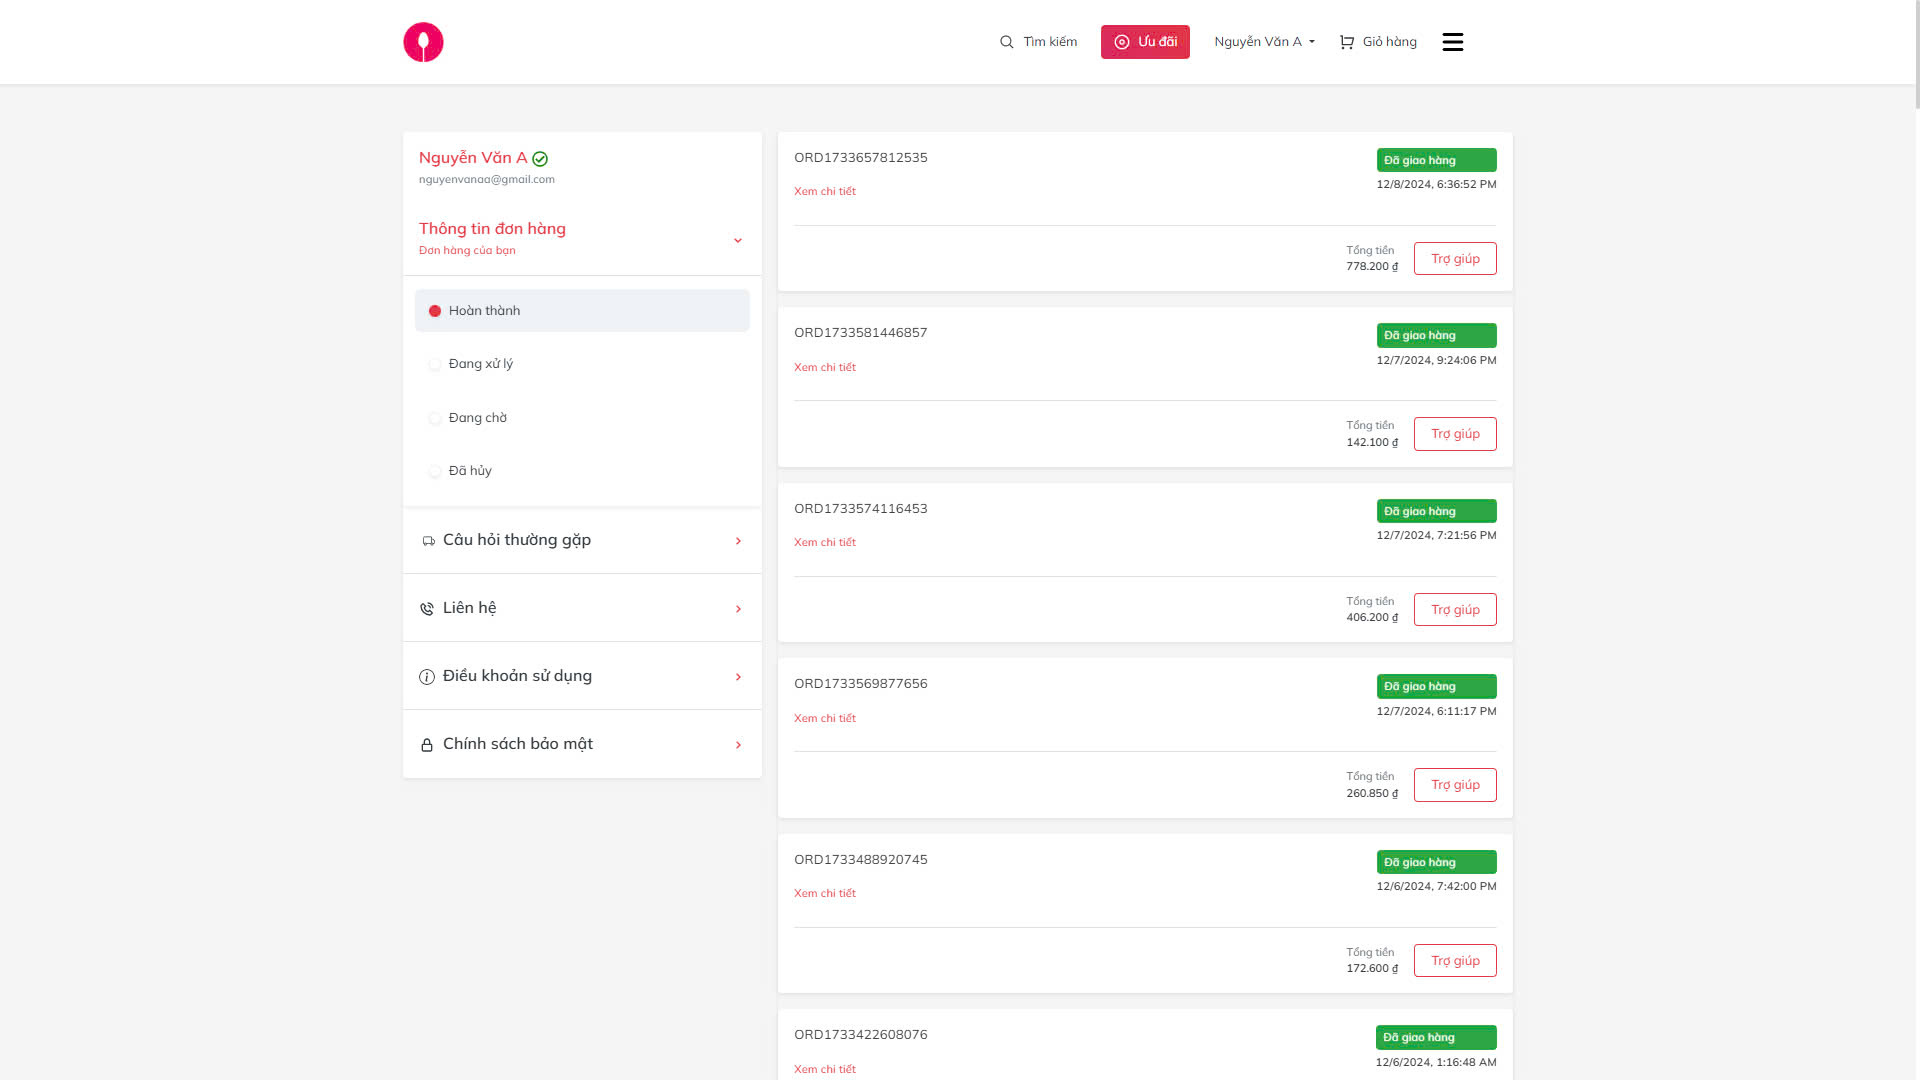 Tìm kiếm
Ưu đãi
Nguyễn Văn A
Giỏ hàng
Nguyễn Văn A
nguyenvanaa@gmail.com
Thông tin đơn hàng
Đơn hàng của bạn
Hoàn thành
Đang xử lý
Đang chờ
Đã hủy
Câu hỏi thường gặp
Liên hệ
Điều khoản sử dụng
Chính sách bảo mật
ORD1733657812535
Đã giao hàng
12/8/2024, 6:36:52 PM
Xem chi tiết
Tổng tiền
778.200 ₫
Trợ giúp
ORD1733581446857
Đã giao hàng
12/7/2024, 9:24:06 PM
Xem chi tiết
Tổng tiền
142.100 ₫
Trợ giúp
ORD1733574116453
Đã giao hàng
12/7/2024, 7:21:56 PM
Xem chi tiết
Tổng tiền
406.200 ₫
Trợ giúp
ORD1733569877656
Đã giao hàng
12/7/2024, 6:11:17 PM
Xem chi tiết
Tổng tiền
260.850 ₫
Trợ giúp
ORD1733488920745
Đã giao hàng
12/6/2024, 7:42:00 PM
Xem chi tiết
Tổng tiền
172.600 ₫
Trợ giúp
ORD1733422608076
Đã giao hàng
12/6/2024, 1:16:48 AM
Xem chi tiết